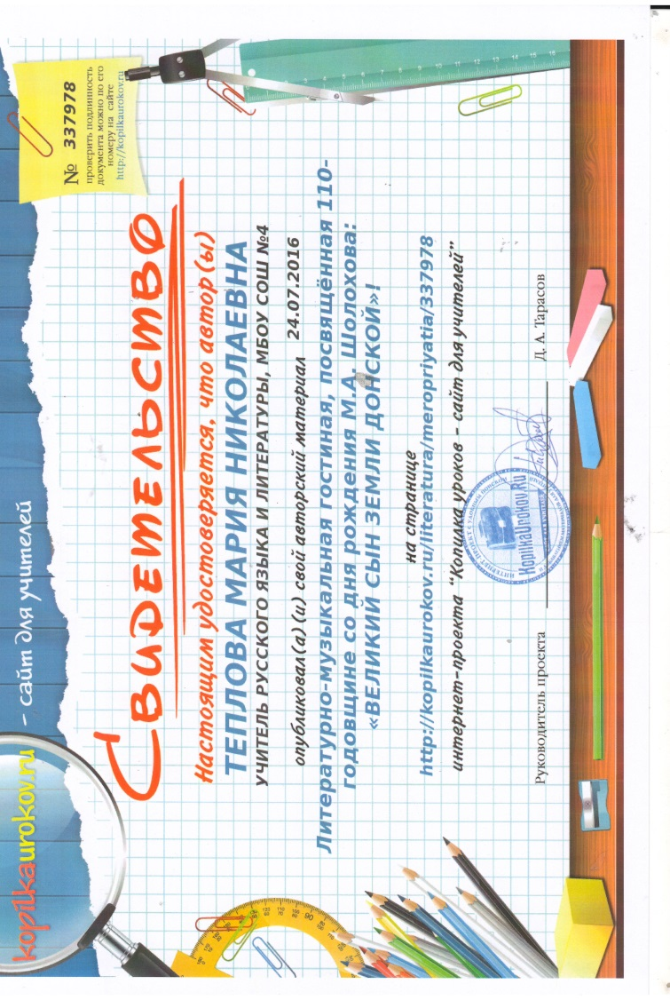 kopilkaurokov.ru – сайт для учителей
№ 337978
проверить подлинность
документа можно по его
номеру на сайте
http://kopilkaurokov.ru
Свидетельство
Настоящим удостоверяется, что автор(ы)
ТЕПЛОВА МАРИЯ НИКОЛАЕВНА
УЧИТЕЛЬ РУССКОГО ЯЗЫКА И ЛИТЕРАТУРЫ, МБОУ СОШ №4
опубликовал(а) (и) свой авторский материал 24.07.2016
Литературно-музыкальная гостиная, посвящённая 110-
годовщине со дня рождения М.А. Шолохова:
«ВЕЛИКИЙ СЫН ЗЕМЛИ ДОНСКОЙ»!
на странице
http://kopilkaurokov.ru/literatura/meropriyatia/337978
интернет-проекта “Копилка уроков – сайт для учителей”
KopilkaUrokov.Ru
Руководитель проекта Д. А. Тарасов